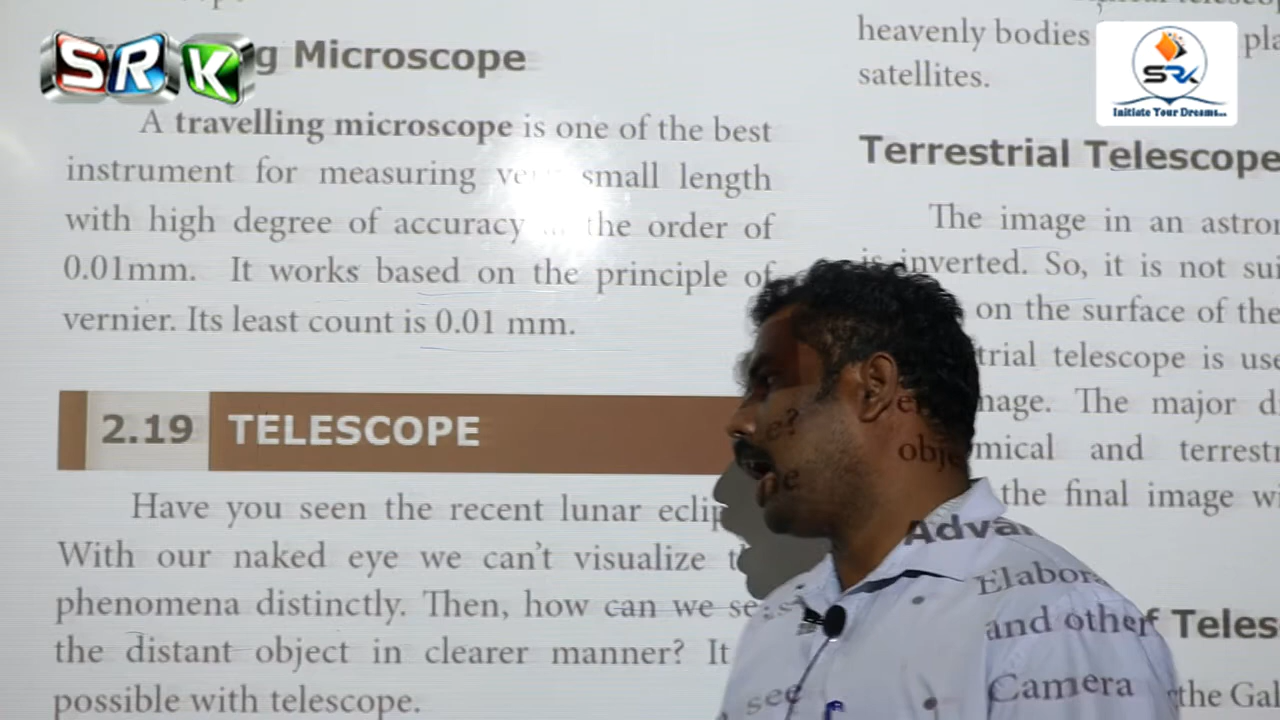 SRK
g Microscope
A travelling microscope is one of the best
instrument for measuring small length
with high degree of accuracy the order of
0.01mm. It works based on the principle of
vernier. Its least count is 0.01 mm.
2.19 TELESCOPE
Have you seen the recent lunar eclip
With our naked eye we can't visualize
phenomena distinctly. Then, how can we see
the distant object in clearer manner? It
possible with telescope.
heavenly bodies
satellites.
SRK
Initiate Your Dreams...
Terrestrial Telescope
The image in an astron
is inverted. So, it is not sui
on the surface of the
trial telescope is use
mage. The major d
mical and terrestr
the final image wi
Advan
Elabora
and other
Camera
see
f Teles
the Gal